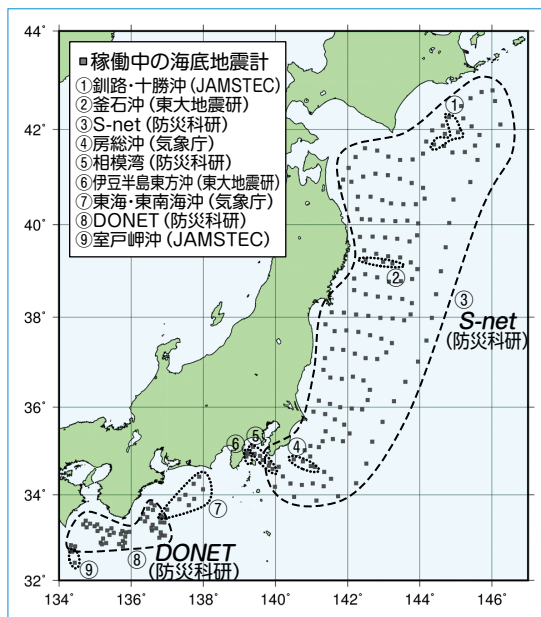 44˚
42˚
40˚
38˚
36˚
34˚
32˚
134˚ 136˚ 138˚ 140˚ 142˚ 144˚ 146˚
■稼働中の海底地震計
①釧路・十勝沖 (JAMSTEC)
②釜石沖 (東大地震研)
③S-net (防災科研)
④房総沖 (気象庁)
⑤相模湾 (防災科研)
⑥伊豆半島東方沖 (東大地震研)
⑦東海・東南海沖 (気象庁)
⑧DONET (防災科研)
⑨室戸岬沖 (JAMSTEC)
①
②
③
S-net
(防災科研)
④
⑤
⑥
⑦
DONET
(防災科研)
⑧
⑨